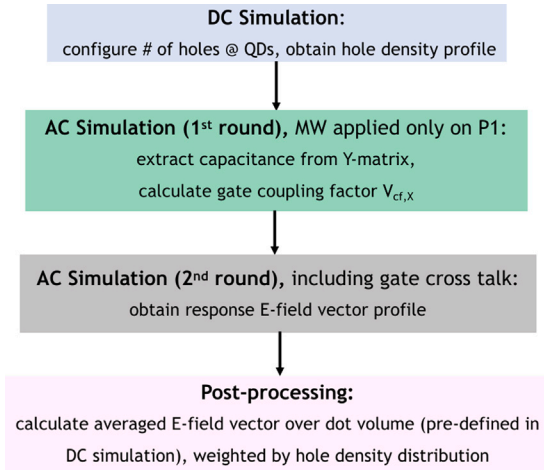 DC Simulation:
configure # of holes @ QDs, obtain hole density profile
AC Simulation (1st round), MW applied only on P1:
extract capacitance from Y-matrix,
calculate gate coupling factor Vcf,X
AC Simulation (2nd round), including gate cross talk:
obtain response E-field vector profile
Post-processing:
calculate averaged E-field vector over dot volume (pre-defined in
DC simulation), weighted by hole density distribution